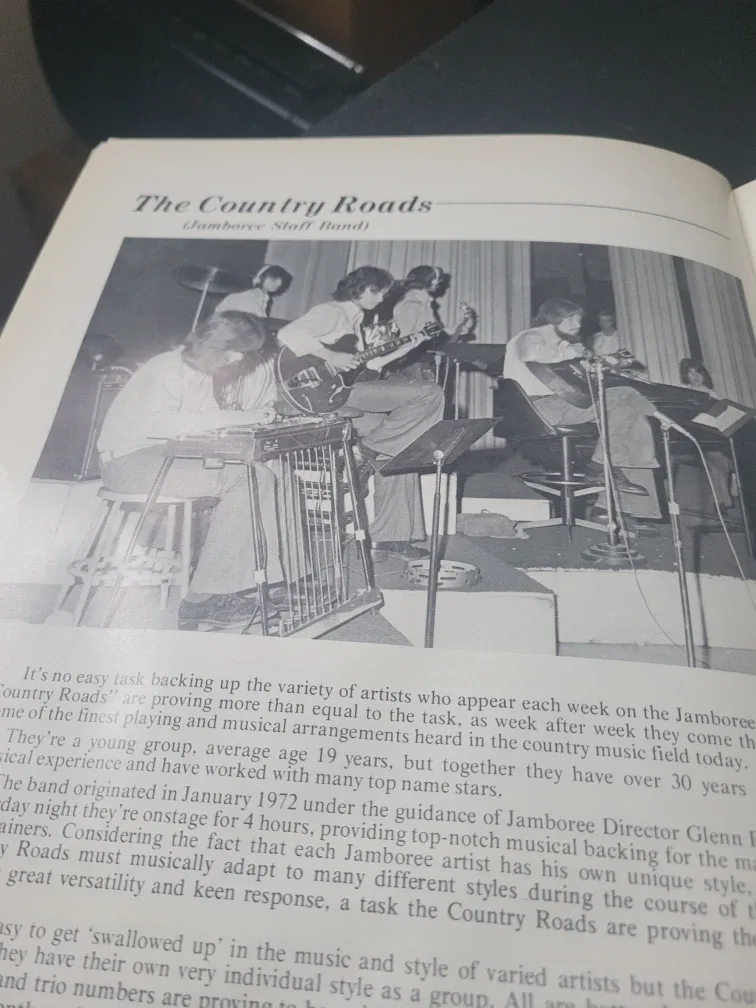 The Country Roads
(Jamboree Staff Band)
It's no easy task backing up the variety of artists who appear each week on the Jamboree
Country Roads" are proving more than equal to the task, as week after week they come th
me of the finest playing and musical arrangements heard in the country music field today.
They're a young group, average age 19 years, but together they have over 30 years
sical experience and have worked with many top name stars.
The band originated in January 1972 under the guidance of Jamboree Director Glenn
day night they're onstage for 4 hours, providing top-notch musical backing for the ma
ainers. Considering the fact that each Jamboree artist has his own unique style,
y Roads must musically adapt to many different styles during the course of t
great versatility and keen response, a task the Country Roads are proving the
asy to get 'swallowed up' in the music and style of varied artists but the Coun
hey have their own very individual style as a group. All are
and trio numbers are proving to